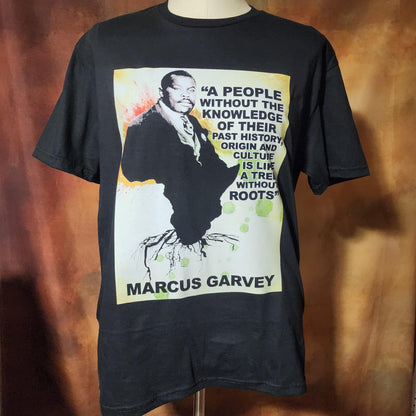 “A PEOPLE
WITHOUT THE
KNOWLEDGE
OF THEIR
PAST HISTORY,
ORIGIN AND
CULTURE
IS LIKE
A TREE
WITHOUT
ROOTS”
MARCUS GARVEY